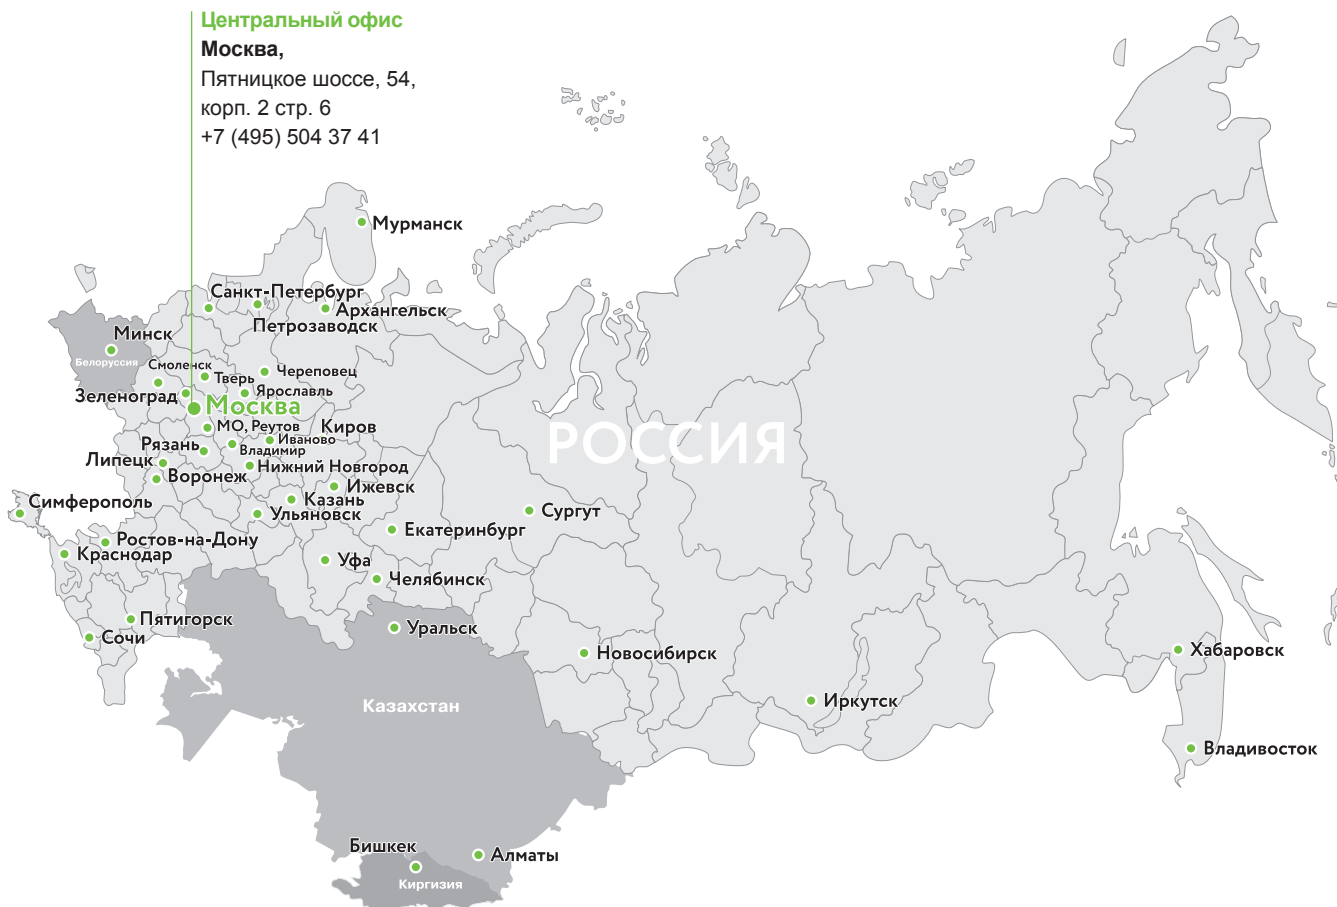 Центральный офис
Москва,
Пятницкое шоссе, 54,
корп. 2 стр. 6
+7 (495) 504 37 41
Мурманск
Санкт-Петербург
Архангельск
Петрозаводск
Минск
Белоруссия
Смоленск
Тверь
Череповец
Зеленоград
Ярославль
Москва
МО, Реутов
Киров
Иваново
Рязань
Владимир
Липецк
Нижний Новгород
Воронеж
Ижевск
РОССИЯ
Симферополь
Казань
Ульяновск
Сургут
Екатеринбург
Ростов-на-Дону
Краснодар
Уфа
Челябинск
Пятигорск
Сочи
Уральск
Новосибирск
Хабаровск
Казахстан
Иркутск
Владивосток
Бишкек
Алматы
Киргизия